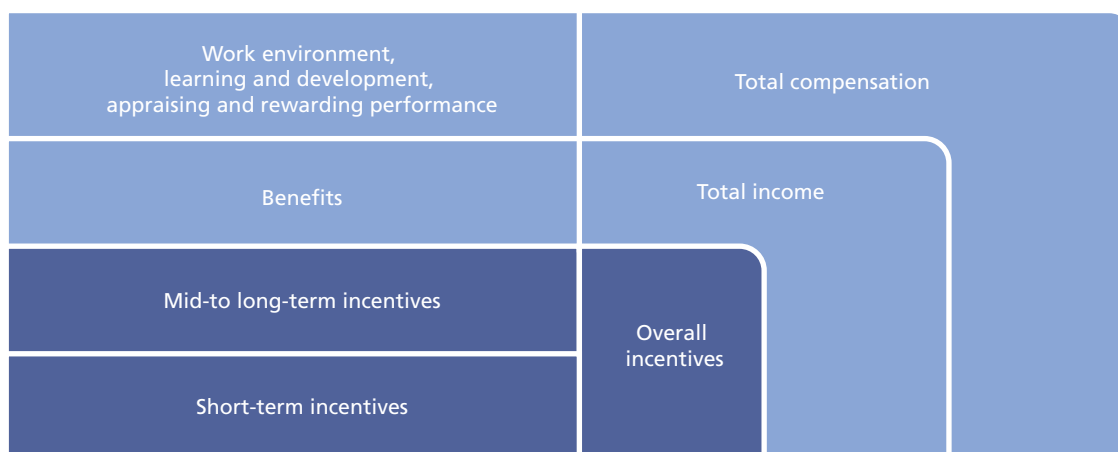 Work environment,
learning and development,
appraising and rewarding performance
Total compensation
Benefits
Total income
Mid-to long-term incentives
Overall
incentives
Short-term incentives